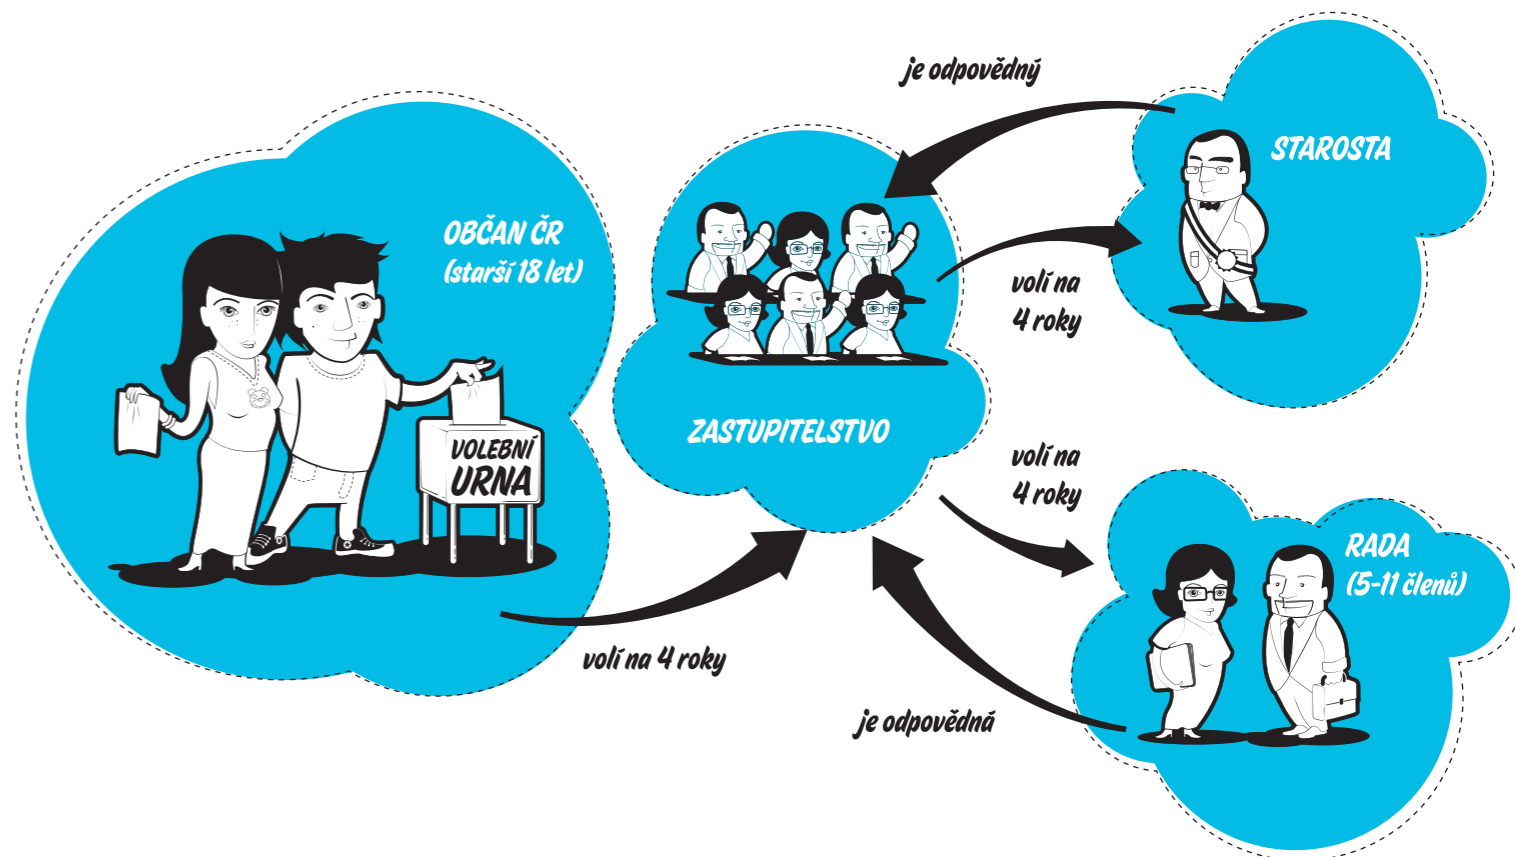 OBČAN ČR
(starší 18 let)
VOLEBNÍ
URNA
volí na 4 roky
ZASTUPITELSTVO
je odpovědný
STAROSTA
volí na
4 roky
volí na
4 roky
RADA
(5-11 členů)
je odpovědná